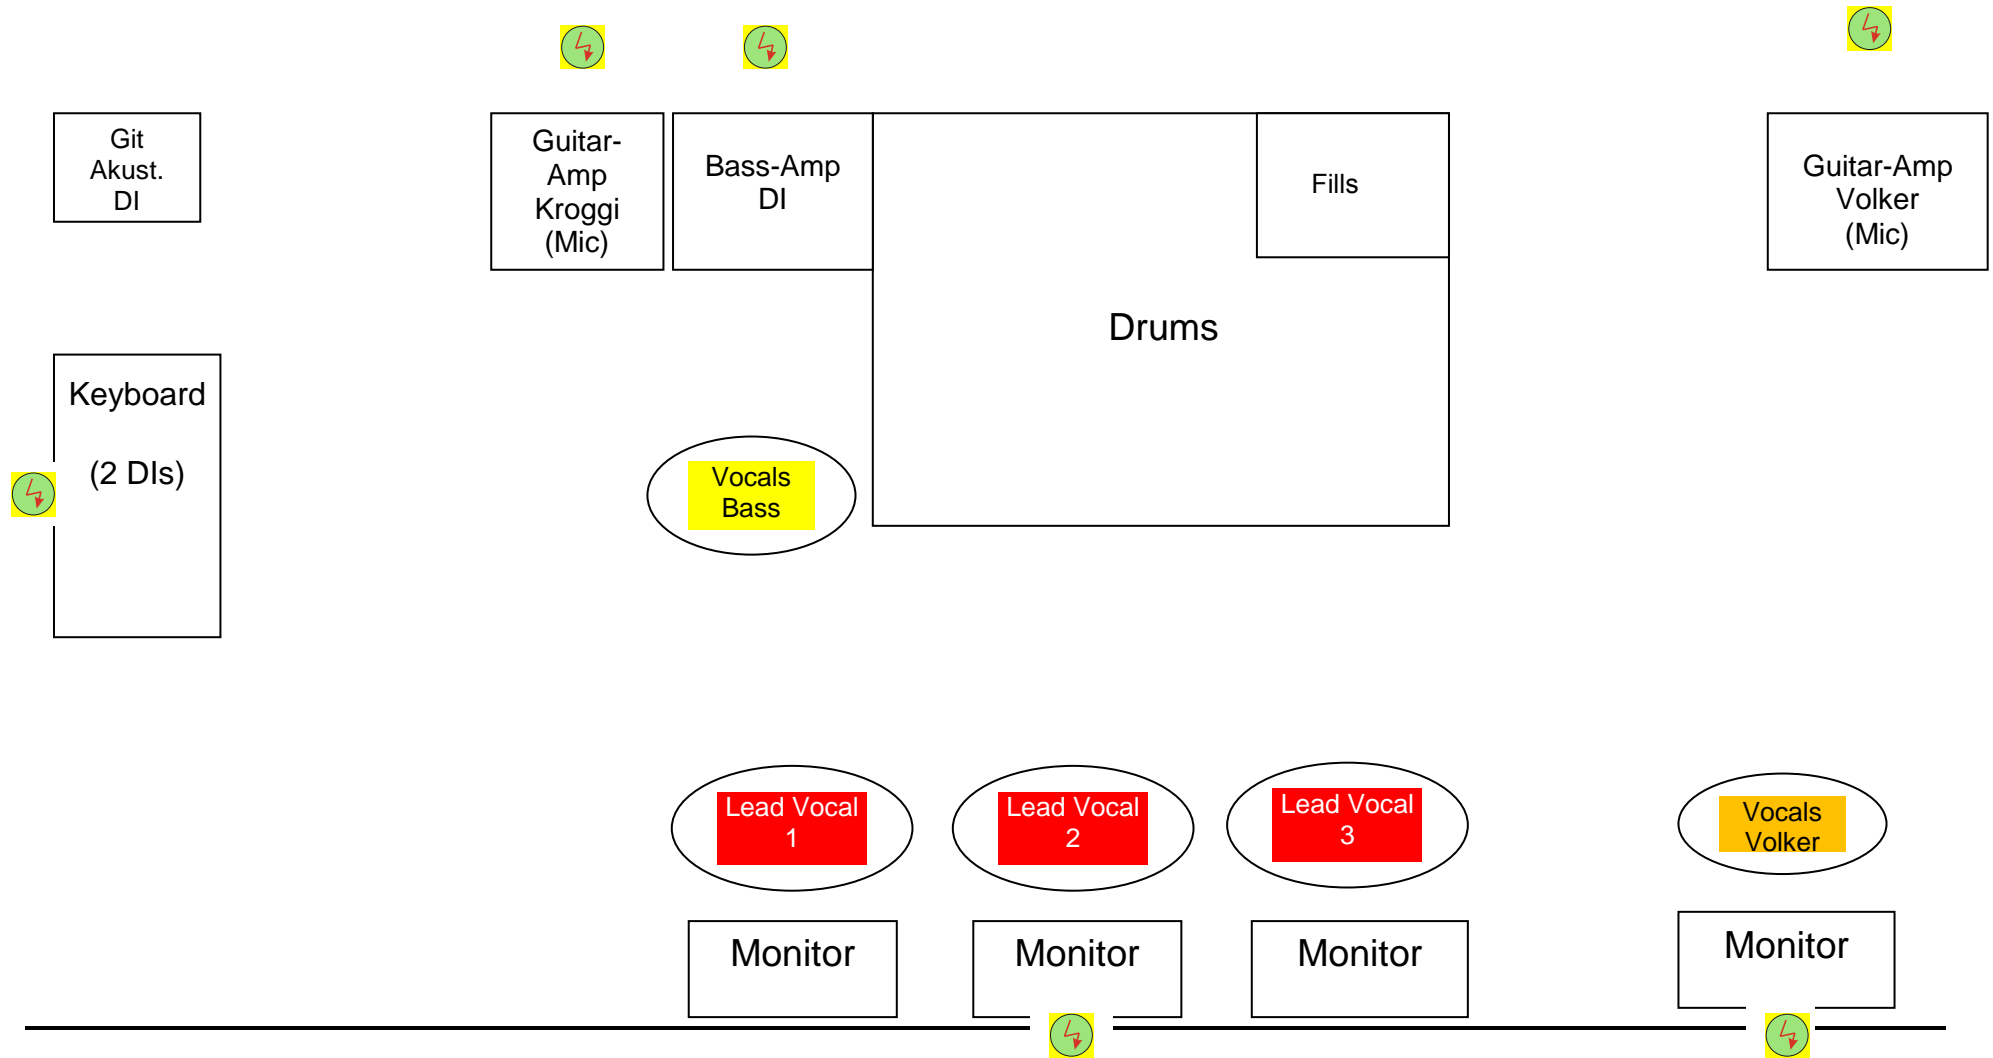 Git
Akust.
DI
Guitar-
Amp
Kroggi
(Mic)
Bass-Amp
DI
Fills
Guitar-Amp
Volker
(Mic)
Drums
Keyboard
(2 DIs)
Vocals
Bass
Lead Vocal
1
Lead Vocal
2
Lead Vocal
3
Vocals
Volker
Monitor
Monitor
Monitor
Monitor